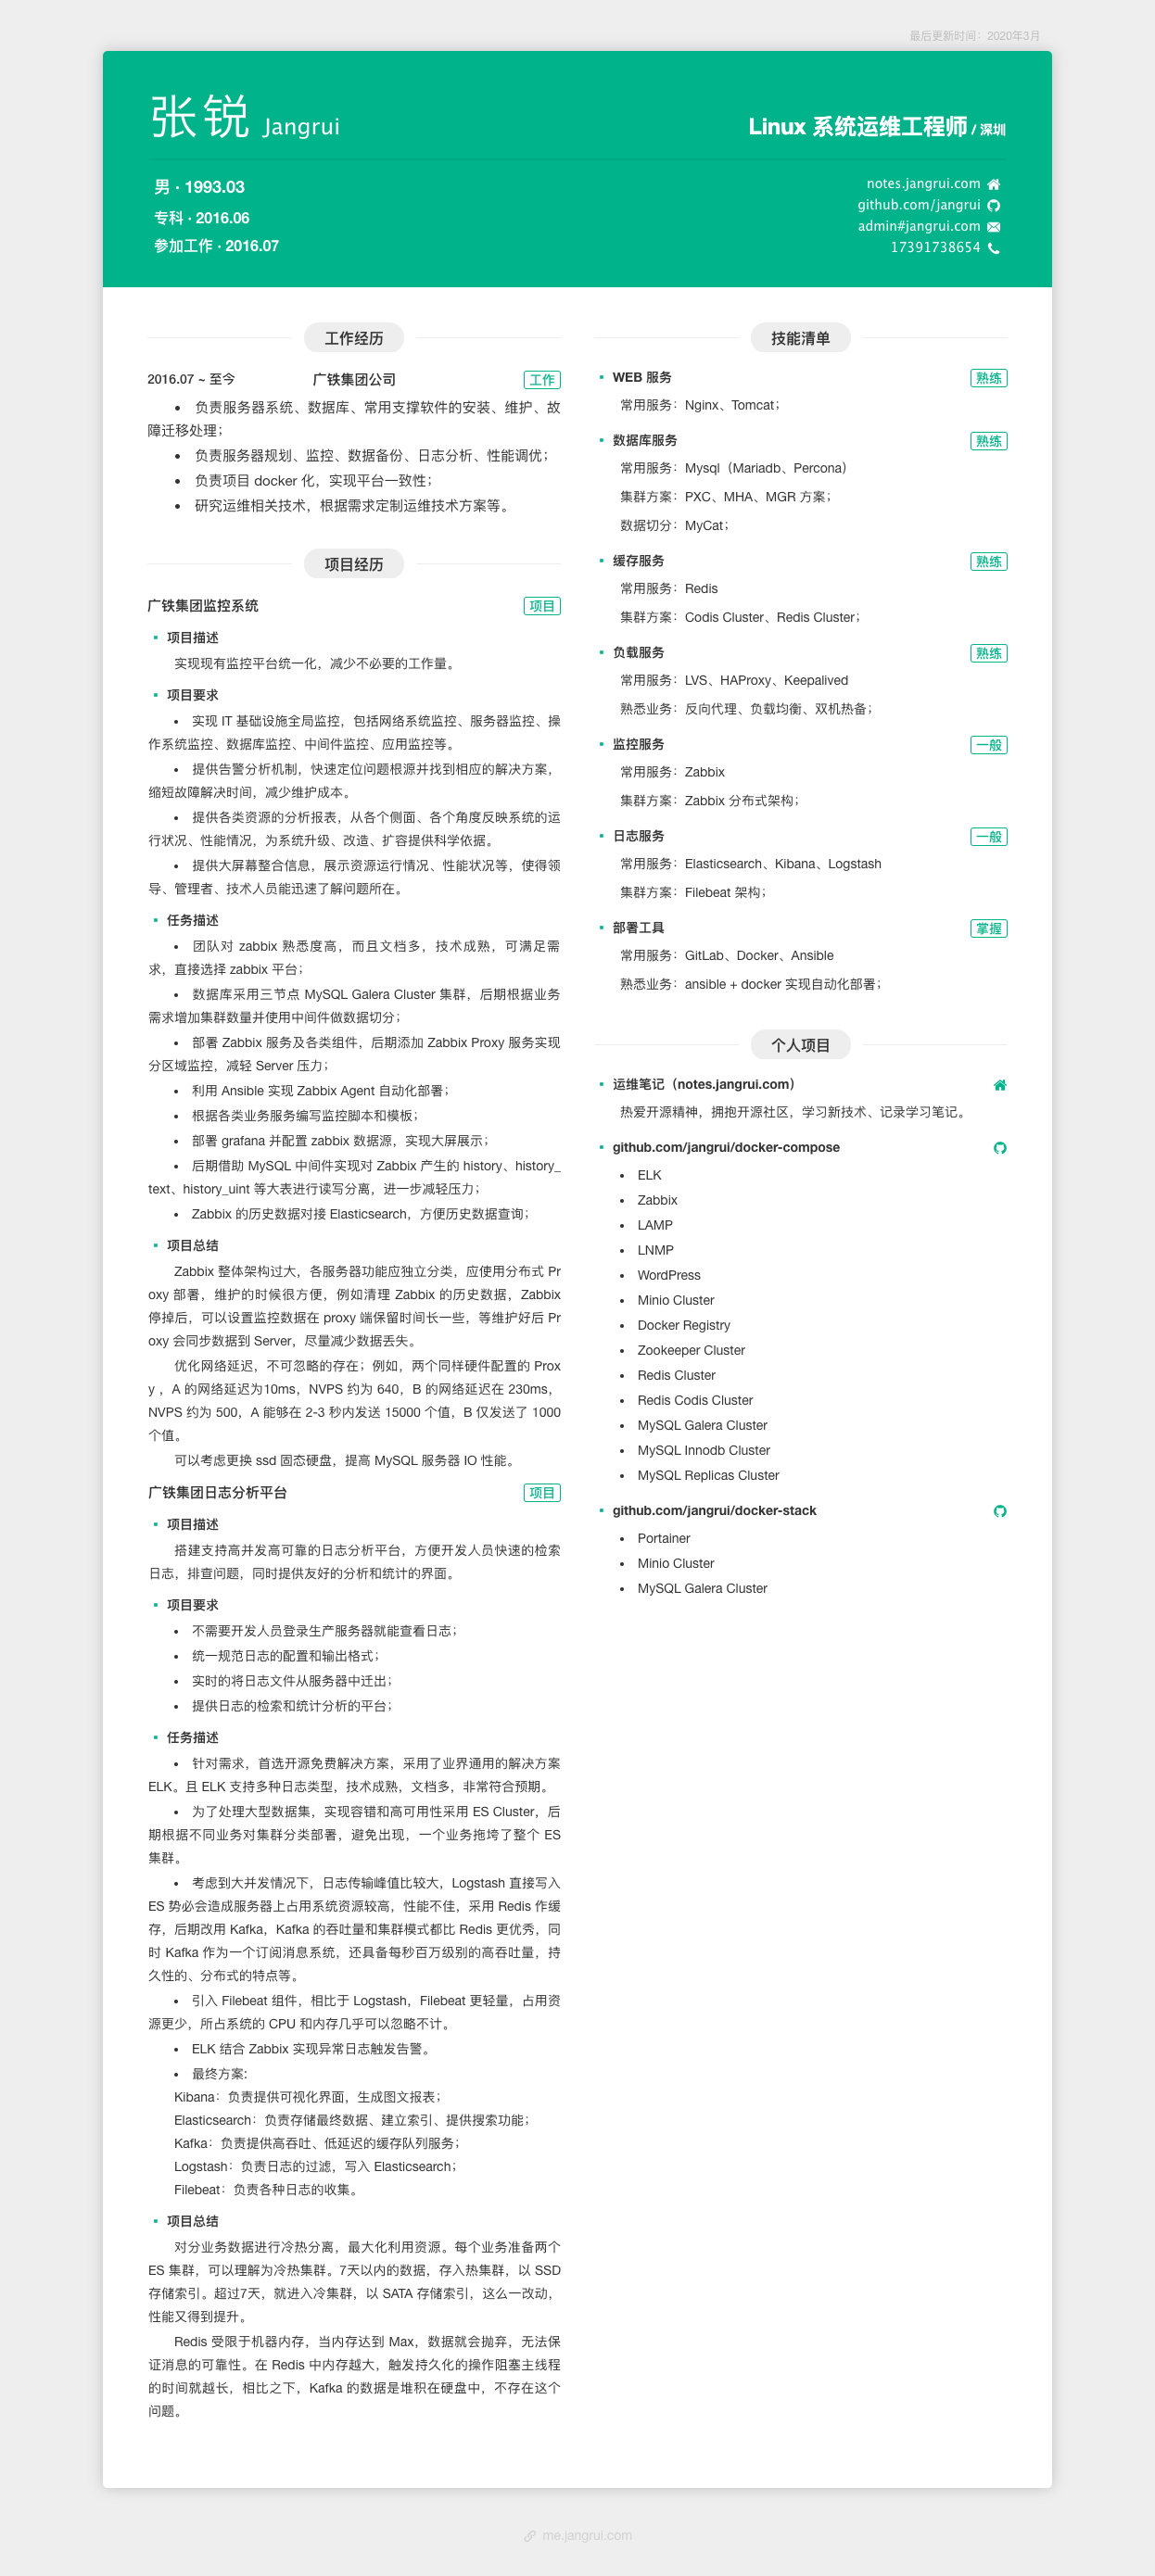 最后更新时间：2020年3月
张锐 Jangrui
Linux 系统运维工程师 / 深圳
男 · 1993.03
专科 · 2016.06
参加工作 · 2016.07
notes.jangrui.com
github.com/jangrui
admin#jangrui.com
17391738654
工作经历
2016.07 ~ 至今 广铁集团公司 工作
• 负责服务器系统、数据库、常用支撑软件的安装、维护、故
障迁移处理；
• 负责服务器规划、监控、数据备份、日志分析、性能调优；
• 负责项目 docker 化，实现平台一致性；
• 研究运维相关技术，根据需求定制运维技术方案等。
项目经历
广铁集团监控系统 项目
项目描述
实现现有监控平台统一化，减少不必要的工作量。
项目要求
• 实现 IT 基础设施全局监控，包括网络系统监控、服务器监控、操
作系统监控、数据库监控、中间件监控、应用监控等。
• 提供告警分析机制，快速定位问题根源并找到相应的解决方案，
缩短故障解决时间，减少维护成本。
• 提供各类资源的分析报表，从各个侧面、各个角度反映系统的运
行状况、性能情况，为系统升级、改造、扩容提供科学依据。
• 提供大屏幕整合信息，展示资源运行情况、性能状况等，使得领
导、管理者、技术人员能迅速了解问题所在。
任务描述
• 团队对 zabbix 熟悉度高，而且文档多，技术成熟，可满足需
求，直接选择 zabbix 平台；
• 数据库采用三节点 MySQL Galera Cluster 集群，后期根据业务
需求增加集群数量并使用中间件做数据切分；
• 部署 Zabbix 服务及各类组件，后期添加 Zabbix Proxy 服务实现
分区域监控，减轻 Server 压力；
• 利用 Ansible 实现 Zabbix Agent 自动化部署；
• 根据各类业务服务编写监控脚本和模板；
• 部署 grafana 并配置 zabbix 数据源，实现大屏展示；
• 后期借助 MySQL 中间件实现对 Zabbix 产生的 history、history_
text、history_uint 等大表进行读写分离，进一步减轻压力；
• Zabbix 的历史数据对接 Elasticsearch，方便历史数据查询；
项目总结
Zabbix 整体架构过大，各服务器功能应独立分类，应使用分布式 Pr
oxy 部署，维护的时候很方便，例如清理 Zabbix 的历史数据，Zabbix
停掉后，可以设置监控数据在 proxy 端保留时间长一些，等维护好后 Pr
oxy 会同步数据到 Server，尽量减少数据丢失。
优化网络延迟，不可忽略的存在；例如，两个同样硬件配置的 Prox
y ，A 的网络延迟为10ms，NVPS 约为 640，B 的网络延迟在 230ms，
NVPS 约为 500，A 能够在 2-3 秒内发送 15000 个值，B 仅发送了 1000
个值。
可以考虑更换 ssd 固态硬盘，提高 MySQL 服务器 IO 性能。
广铁集团日志分析平台 项目
项目描述
搭建支持高并发高可靠的日志分析平台，方便开发人员快速的检索
日志，排查问题，同时提供友好的分析和统计的界面。
项目要求
• 不需要开发人员登录生产服务器就能查看日志；
• 统一规范日志的配置和输出格式；
• 实时的将日志文件从服务器中迁出；
• 提供日志的检索和统计分析的平台；
任务描述
• 针对需求，首选开源免费解决方案，采用了业界通用的解决方案
ELK。且 ELK 支持多种日志类型，技术成熟，文档多，非常符合预期。
• 为了处理大型数据集，实现容错和高可用性采用 ES Cluster，后
期根据不同业务对集群分类部署，避免出现，一个业务拖垮了整个 ES
集群。
• 考虑到大并发情况下，日志传输峰值比较大，Logstash 直接写入
ES 势必会造成服务器上占用系统资源较高，性能不佳，采用 Redis 作缓
存，后期改用 Kafka，Kafka 的吞吐量和集群模式都比 Redis 更优秀，同
时 Kafka 作为一个订阅消息系统，还具备每秒百万级别的高吞吐量，持
久性的、分布式的特点等。
• 引入 Filebeat 组件，相比于 Logstash，Filebeat 更轻量，占用资
源更少，所占系统的 CPU 和内存几乎可以忽略不计。
• ELK 结合 Zabbix 实现异常日志触发告警。
• 最终方案:
Kibana：负责提供可视化界面，生成图文报表；
Elasticsearch：负责存储最终数据、建立索引、提供搜索功能；
Kafka：负责提供高吞吐、低延迟的缓存队列服务；
Logstash：负责日志的过滤，写入 Elasticsearch；
Filebeat：负责各种日志的收集。
项目总结
对分业务数据进行冷热分离，最大化利用资源。每个业务准备两个
ES 集群，可以理解为冷热集群。7天以内的数据，存入热集群，以 SSD
存储索引。超过7天，就进入冷集群，以 SATA 存储索引，这么一改动，
性能又得到提升。
Redis 受限于机器内存，当内存达到 Max，数据就会抛弃，无法保
证消息的可靠性。在 Redis 中内存越大，触发持久化的操作阻塞主线程
的时间就越长，相比之下，Kafka 的数据是堆积在硬盘中，不存在这个
问题。
技能清单
WEB 服务 熟练
常用服务：Nginx、Tomcat；
数据库服务 熟练
常用服务：Mysql（Mariadb、Percona）
集群方案：PXC、MHA、MGR 方案；
数据切分：MyCat；
缓存服务 熟练
常用服务：Redis
集群方案：Codis Cluster、Redis Cluster；
负载服务 熟练
常用服务：LVS、HAProxy、Keepalived
熟悉业务：反向代理、负载均衡、双机热备；
监控服务 一般
常用服务：Zabbix
集群方案：Zabbix 分布式架构；
日志服务 一般
常用服务：Elasticsearch、Kibana、Logstash
集群方案：Filebeat 架构；
部署工具 掌握
常用服务：GitLab、Docker、Ansible
熟悉业务：ansible + docker 实现自动化部署；
个人项目
运维笔记（notes.jangrui.com）
热爱开源精神，拥抱开源社区，学习新技术、记录学习笔记。
github.com/jangrui/docker-compose
• ELK
• Zabbix
• LAMP
• LNMP
• WordPress
• Minio Cluster
• Docker Registry
• Zookeeper Cluster
• Redis Cluster
• Redis Codis Cluster
• MySQL Galera Cluster
• MySQL Innodb Cluster
• MySQL Replicas Cluster
github.com/jangrui/docker-stack
• Portainer
• Minio Cluster
• MySQL Galera Cluster
me.jangrui.com